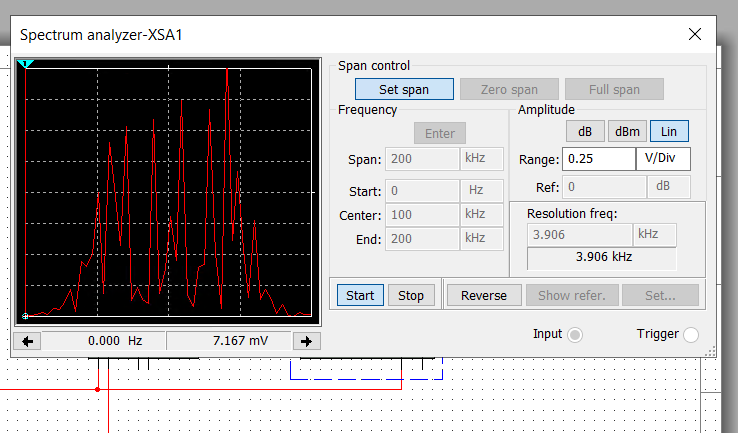 Spectrum analyzer-XSA1
1
Span control
Set span Zero span Full span
Frequency
Enter
Span: 200 kHz
Start: 0 Hz
Center: 100 kHz
End: 200 kHz
Amplitude
dB dBm Lin
Range: 0.25 V/Div
Ref: 0 dB
Resolution freq:
3.906 kHz
3.906 kHz
Start Stop Reverse Show refer. Set...
0.000 Hz 7.167 mV
Input Trigger